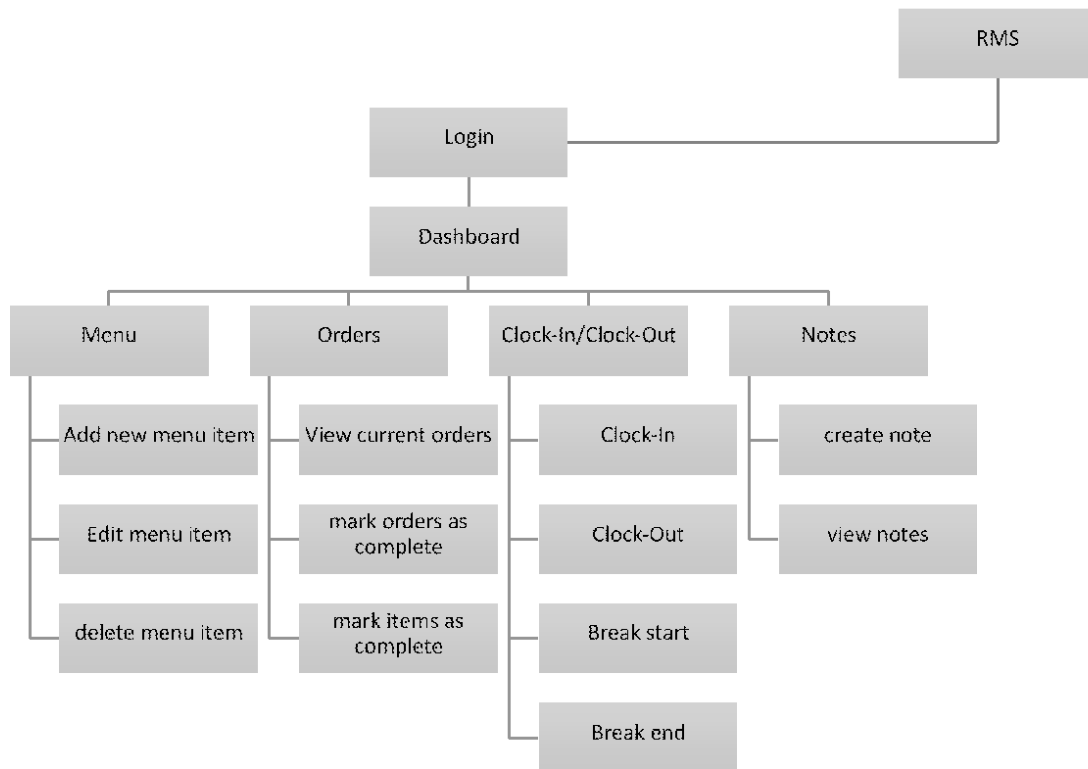 RMS
Login
Dashboard
Menu
Orders
Clock-In/Clock-Out
Notes
Add new menu item
View current orders
Clock-In
create note
Edit menu item
mark orders as
complete
Clock-Out
view notes
delete menu item
mark items as
complete
Break start
Break end